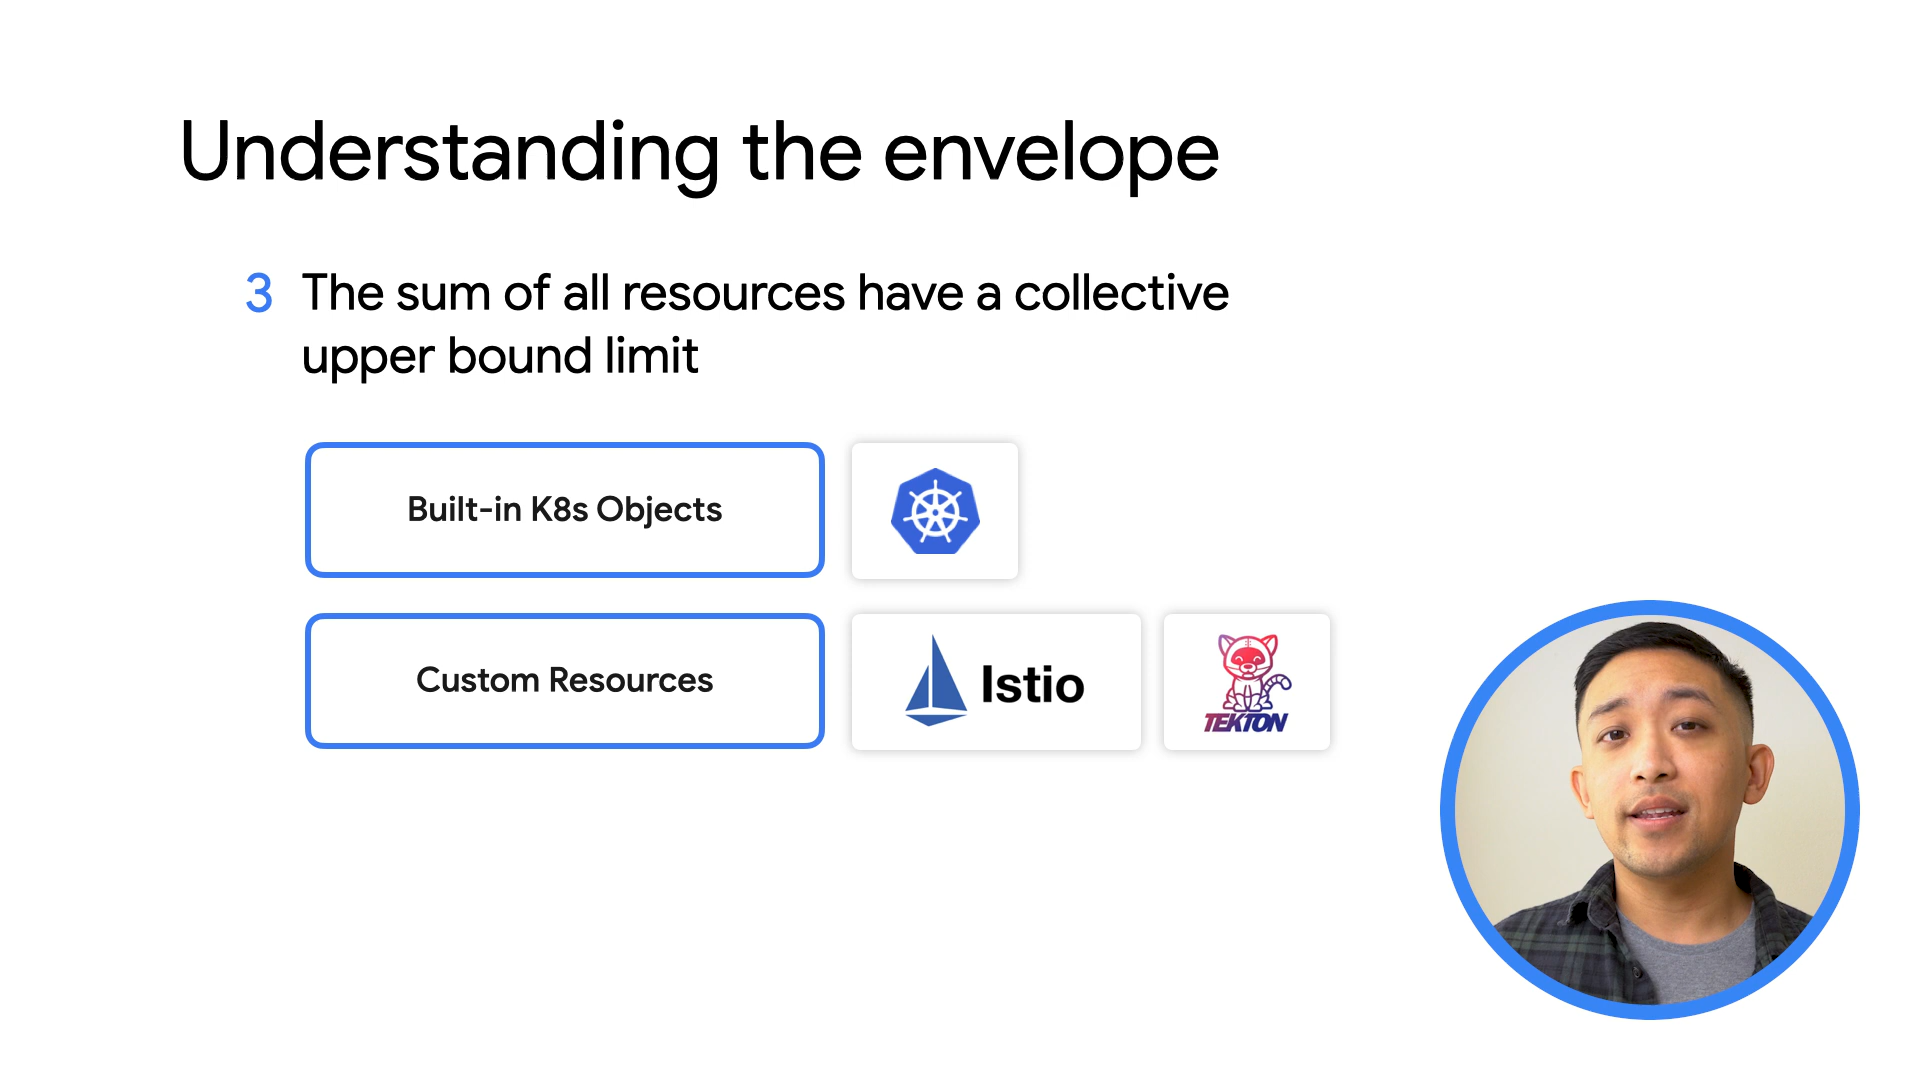 Understanding the envelope
3 The sum of all resources have a collective
upper bound limit
Built-in K8s Objects
Custom Resources
Istio
TEKTON